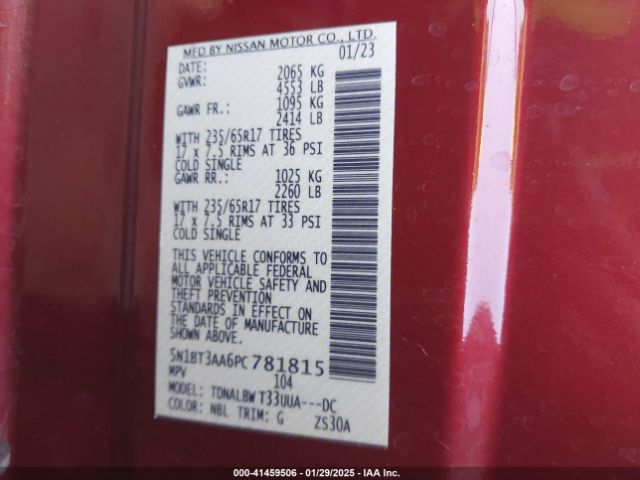 MFD BY NISSAN MOTOR CO., LTD.
DATE: 01/23
GVWR: 2065 KG
4553 LB
GAWR FR.: 1095 KG
2414 LB
WITH 235/65R17 TIRES
17 x 7.5 RIMS AT 36 PSI
COLD SINGLE
GAWR RR.: 1025 KG
2260 LB
WITH 235/65R17 TIRES
17 x 7.5 RIMS AT 33 PSI
COLD SINGLE
THIS VEHICLE CONFORMS TO
ALL APPLICABLE FEDERAL
MOTOR VEHICLE SAFETY AND
THEFT PREVENTION
STANDARDS IN EFFECT ON
THE DATE OF MANUFACTURE
SHOWN ABOVE.
5N1BT3AA6PC781815
MPV 104
MODEL: TDNALBW T33UUA---DC
COLOR: NBL TRIM: G ZS30A
000-41459506 - 01/29/2025 - IAA Inc.